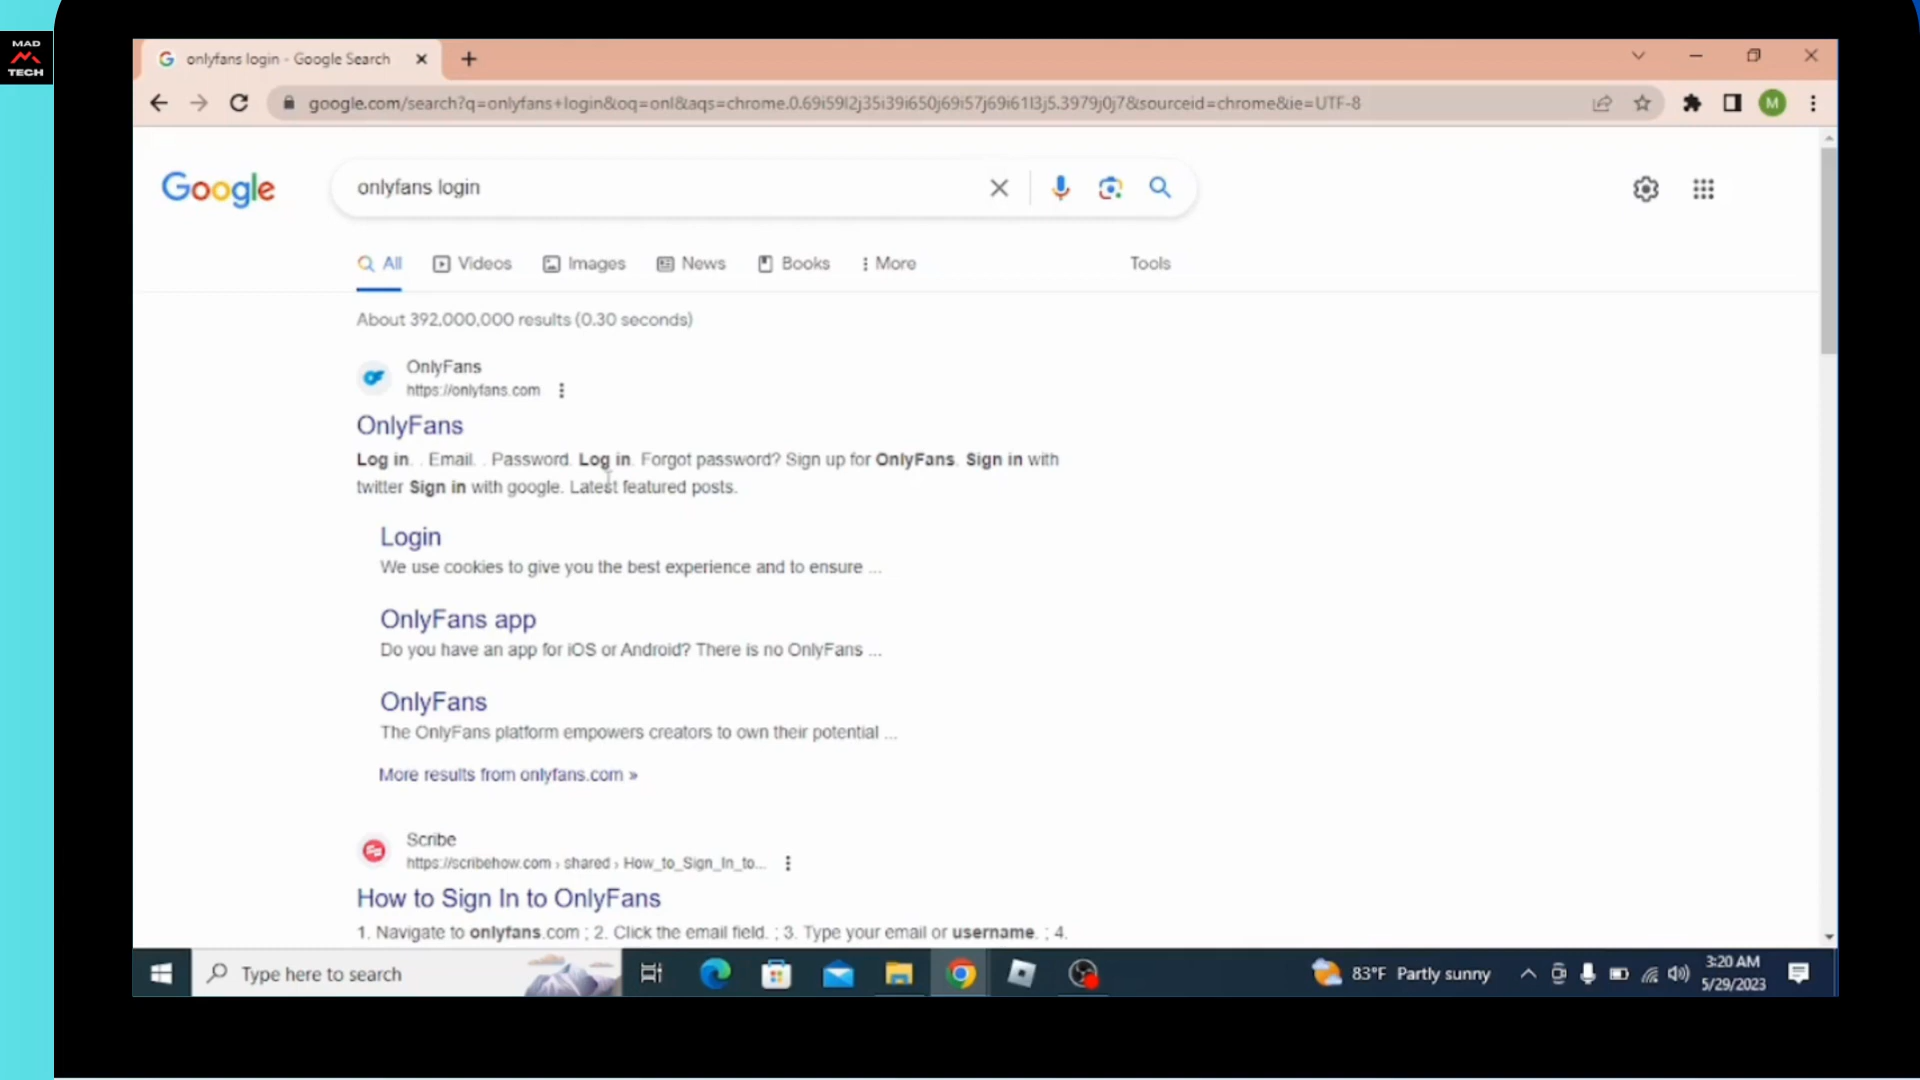 MAD
TECH
onlyfans login - Google Search
google.com/search?q=onlyfans+login&oq=onl&aqs=chrome.0.69i59l2j35i39i650j69i57j69i61l3j5.3979j0j7&sourceid=chrome&ie=UTF-8
M
Google
onlyfans login
All
Videos
Images
News
Books
More
Tools
About 392,000,000 results (0.30 seconds)
OnlyFans
https://onlyfans.com
OnlyFans
Log in. . Email. . Password. Log in. Forgot password? Sign up for OnlyFans. Sign in with
twitter Sign in with google. Latest featured posts.
Login
We use cookies to give you the best experience and to ensure ...
OnlyFans app
Do you have an app for iOS or Android? There is no OnlyFans ...
OnlyFans
The OnlyFans platform empowers creators to own their potential ...
More results from onlyfans.com »
Scribe
https://scribehow.com › shared › How_to_Sign_In_to...
How to Sign In to OnlyFans
1. Navigate to onlyfans.com ; 2. Click the email field. ; 3. Type your email or username. ; 4.
Type here to search
83°F Partly sunny
3:20 AM
5/29/2023